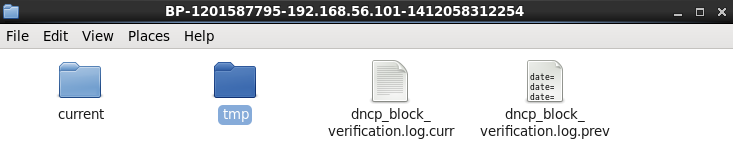 BP-1201587795-192.168.56.101-1412058312254
File Edit View Places Help
date=
date=
date=
current
tmp
dncp_block_
verification.log.curr
dncp_block_
verification.log.prev